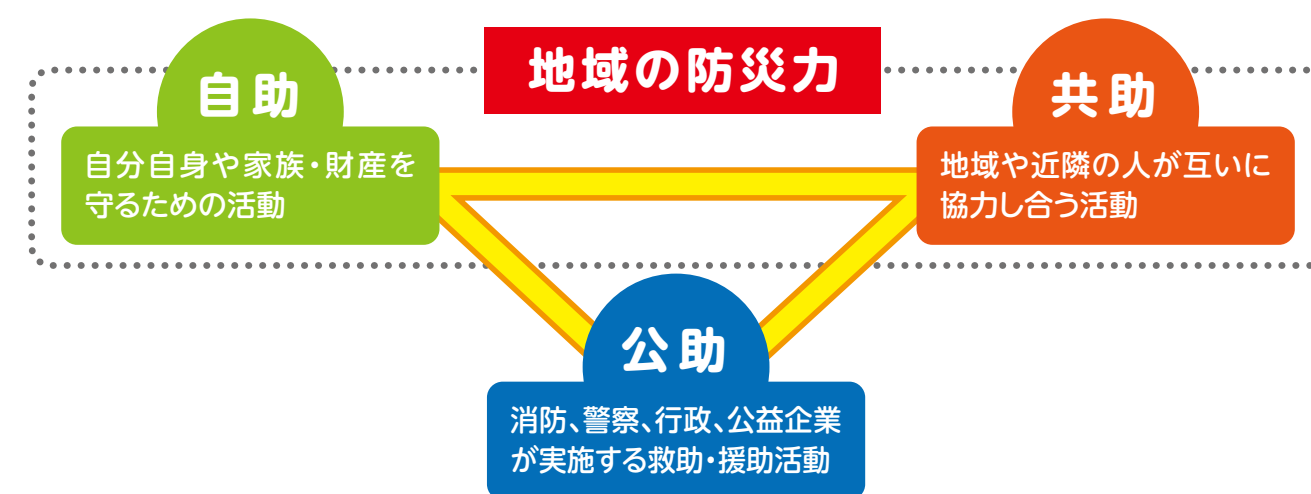 地域の防災力
自助
自分自身や家族・財産を
守るための活動
共助
地域や近隣の人が互いに
協力し合う活動
公助
消防、警察、行政、公益企業
が実施する救助・援助活動